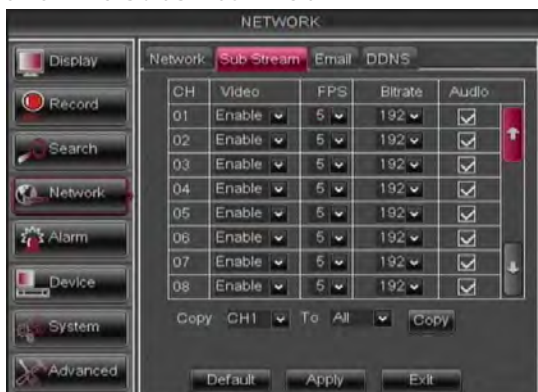 NETWORK
Display
Record
Search
Network
Alarm
Device
System
Advanced
Network Sub Stream Email DDNS
CH Video FPS Bitrate Audio
01 Enable 5 192
02 Enable 5 192
03 Enable 5 192
04 Enable 5 192
05 Enable 5 192
06 Enable 5 192
07 Enable 5 192
08 Enable 5 192
Copy CH1 To All Copy
Default Apply Exit